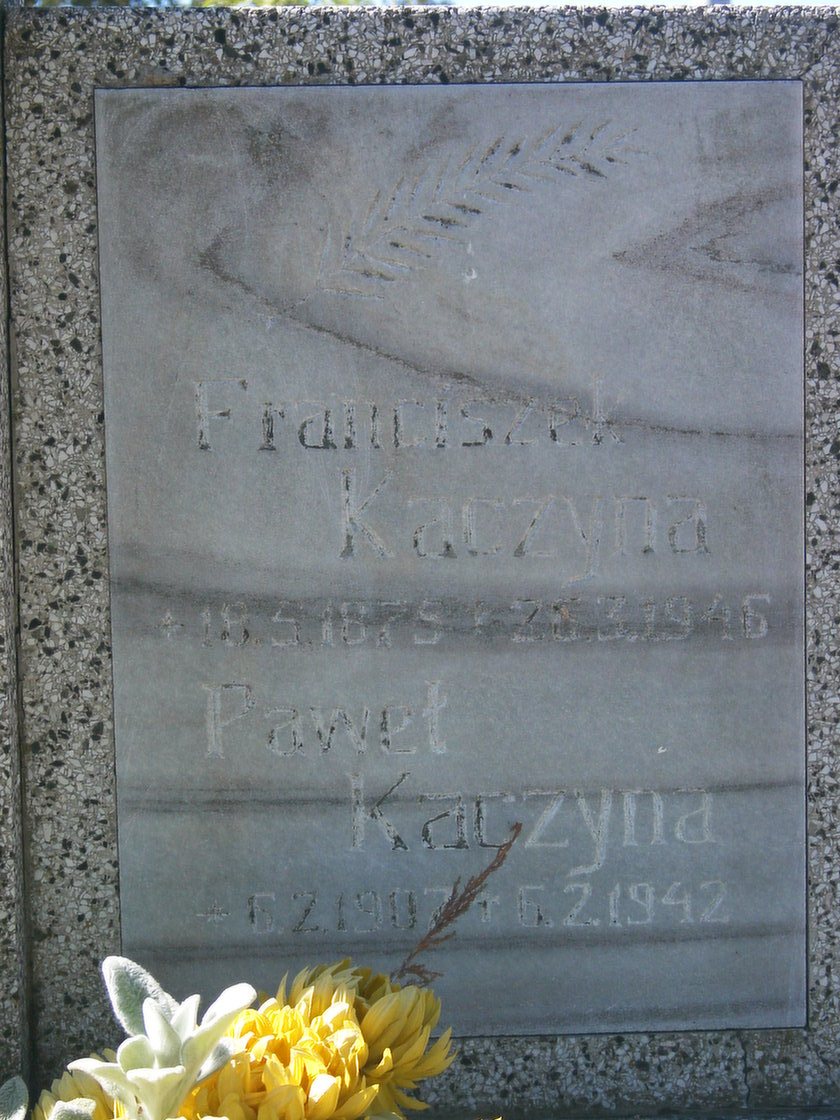 Franciszek
Kaczyna
* 18.5.1875 † 26.3.1946
Paweł
Kaczyna
* 6.2.1907 † 6.2.1942